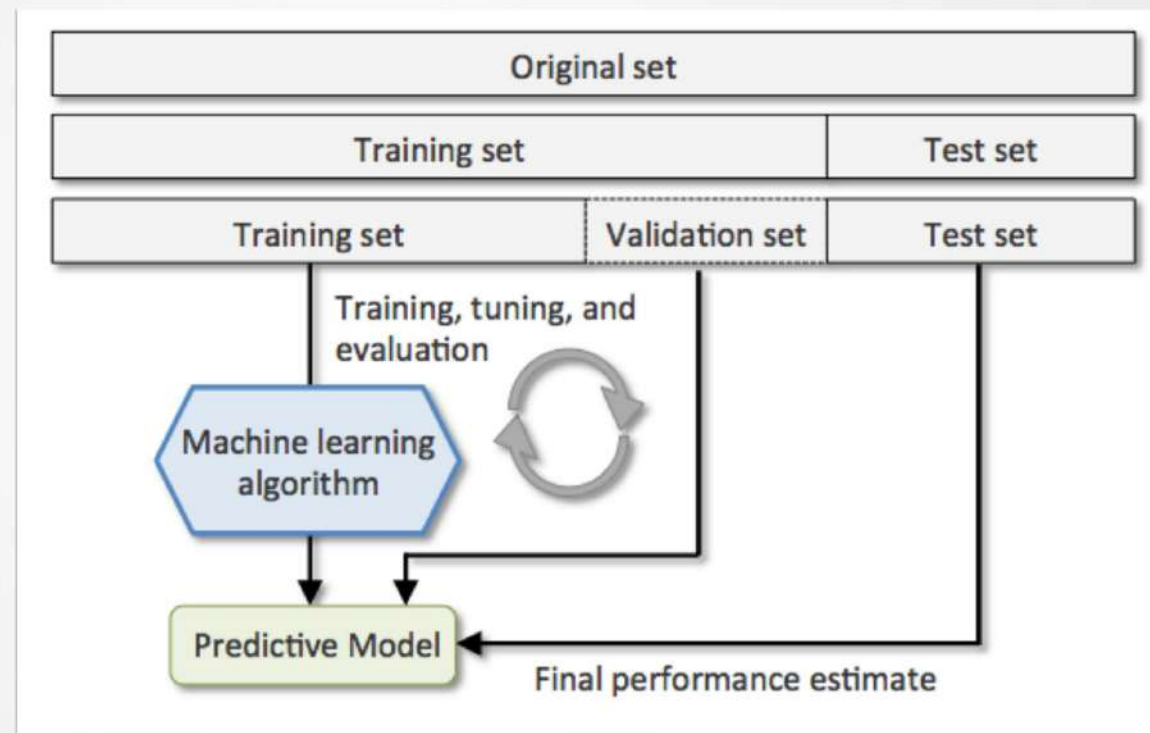 Original set
Training set Test set
Training set Validation set Test set
Training, tuning, and
evaluation
Machine learning
algorithm
Predictive Model
Final performance estimate